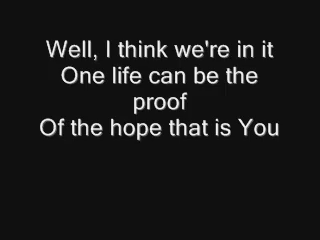 Well, I think we're in it
One life can be the
proof
Of the hope that is You